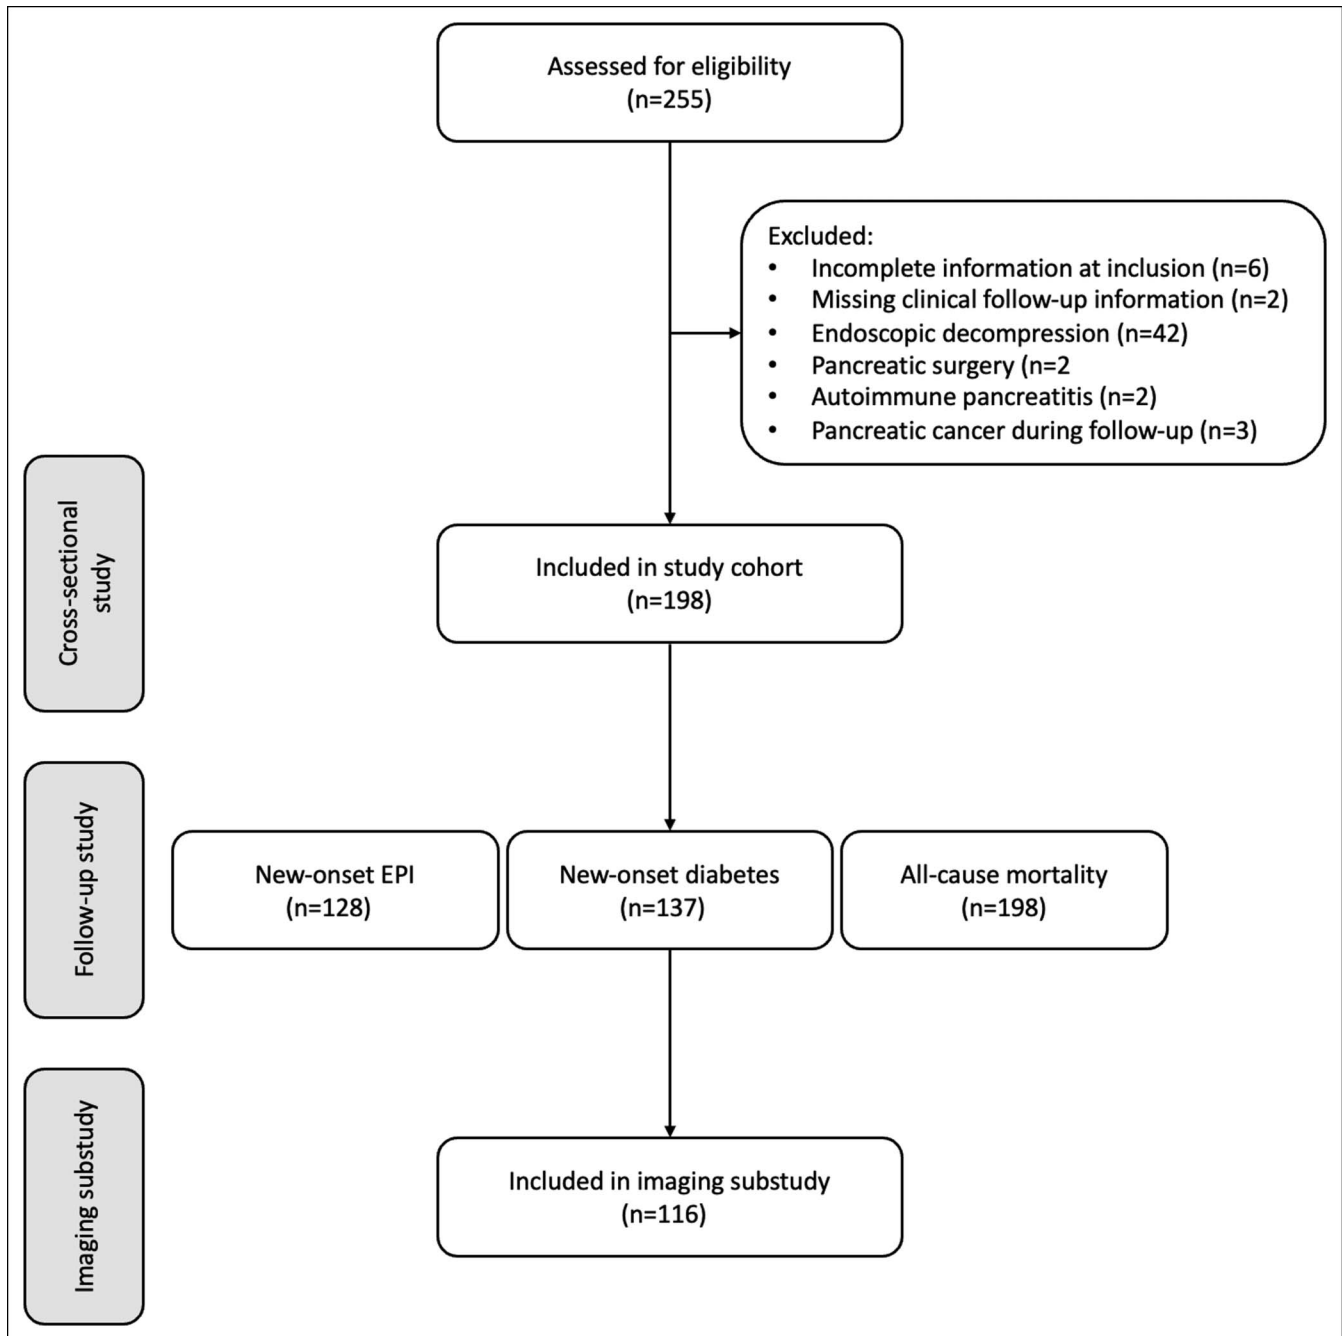 Assessed for eligibility
(n=255)
Excluded:
• Incomplete information at inclusion (n=6)
• Missing clinical follow-up information (n=2)
• Endoscopic decompression (n=42)
• Pancreatic surgery (n=2
• Autoimmune pancreatitis (n=2)
• Pancreatic cancer during follow-up (n=3)
Cross-sectional
study
Included in study cohort
(n=198)
Follow-up study
New-onset EPI
(n=128)
New-onset diabetes
(n=137)
All-cause mortality
(n=198)
Imaging substudy
Included in imaging substudy
(n=116)